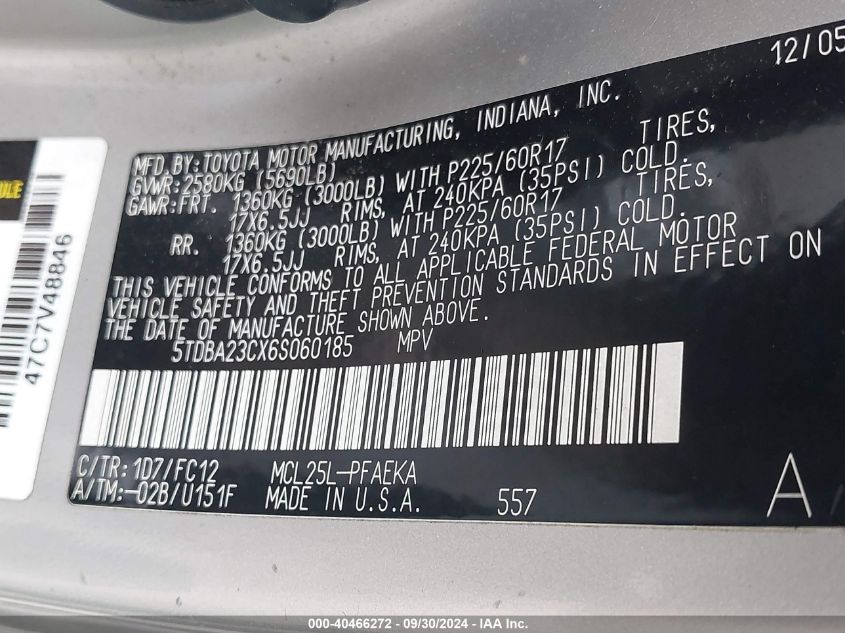 12/05
MFD.BY:TOYOTA MOTOR MANUFACTURING, INDIANA, INC.
GVWR:2580KG (5690LB)
GAWR:FRT. 1360KG (3000LB) WITH P225/60R17 TIRES,
17X6.5JJ RIMS, AT 240KPA (35PSI) COLD.
RR. 1360KG (3000LB) WITH P225/60R17 TIRES,
17X6.5JJ RIMS, AT 240KPA (35PSI) COLD.
THIS VEHICLE CONFORMS TO ALL APPLICABLE FEDERAL MOTOR
VEHICLE SAFETY AND THEFT PREVENTION STANDARDS IN EFFECT ON
THE DATE OF MANUFACTURE SHOWN ABOVE.
5TDBA23CX6S060185 MPV
C/TR: 1D7/FC12 MCL25L-PFAEKA
A/TM:-02B/U151F MADE IN U.S.A. 557
A
47C7V48846
000-40466272 - 09/30/2024 - IAA Inc.